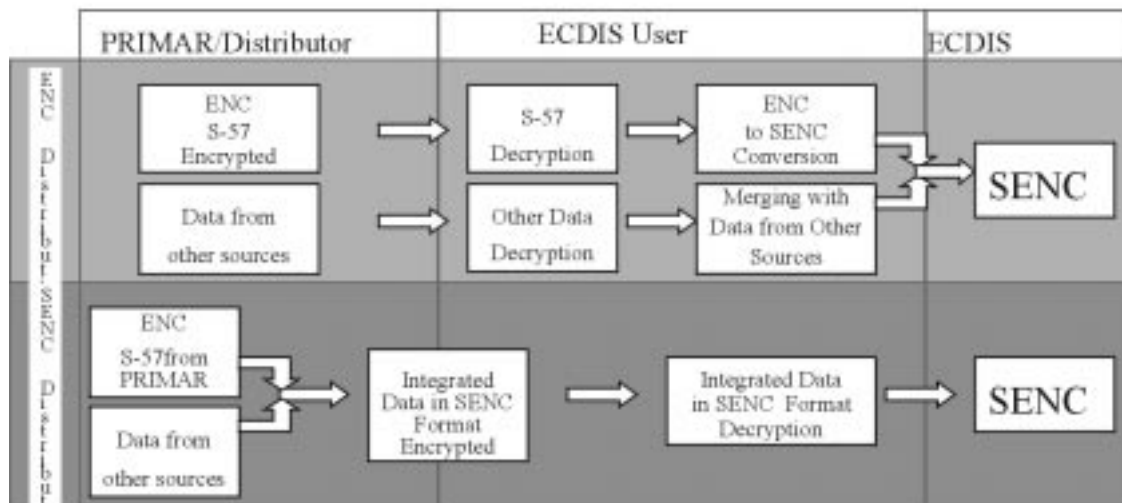 PRIMAR/Distributor
ECDIS User
ECDIS
ENC Distribut
ENC
S-57
Encrypted
S-57
Decryption
ENC
to SENC
Conversion
SENC
Data from
other sources
Other Data
Decryption
Merging with
Data from Other
Sources
SENC Distribut
ENC
S-57from
PRIMAR
Data from
other sources
Integrated
Data in SENC
Format
Encrypted
Integrated Data
in SENC Format
Decryption
SENC